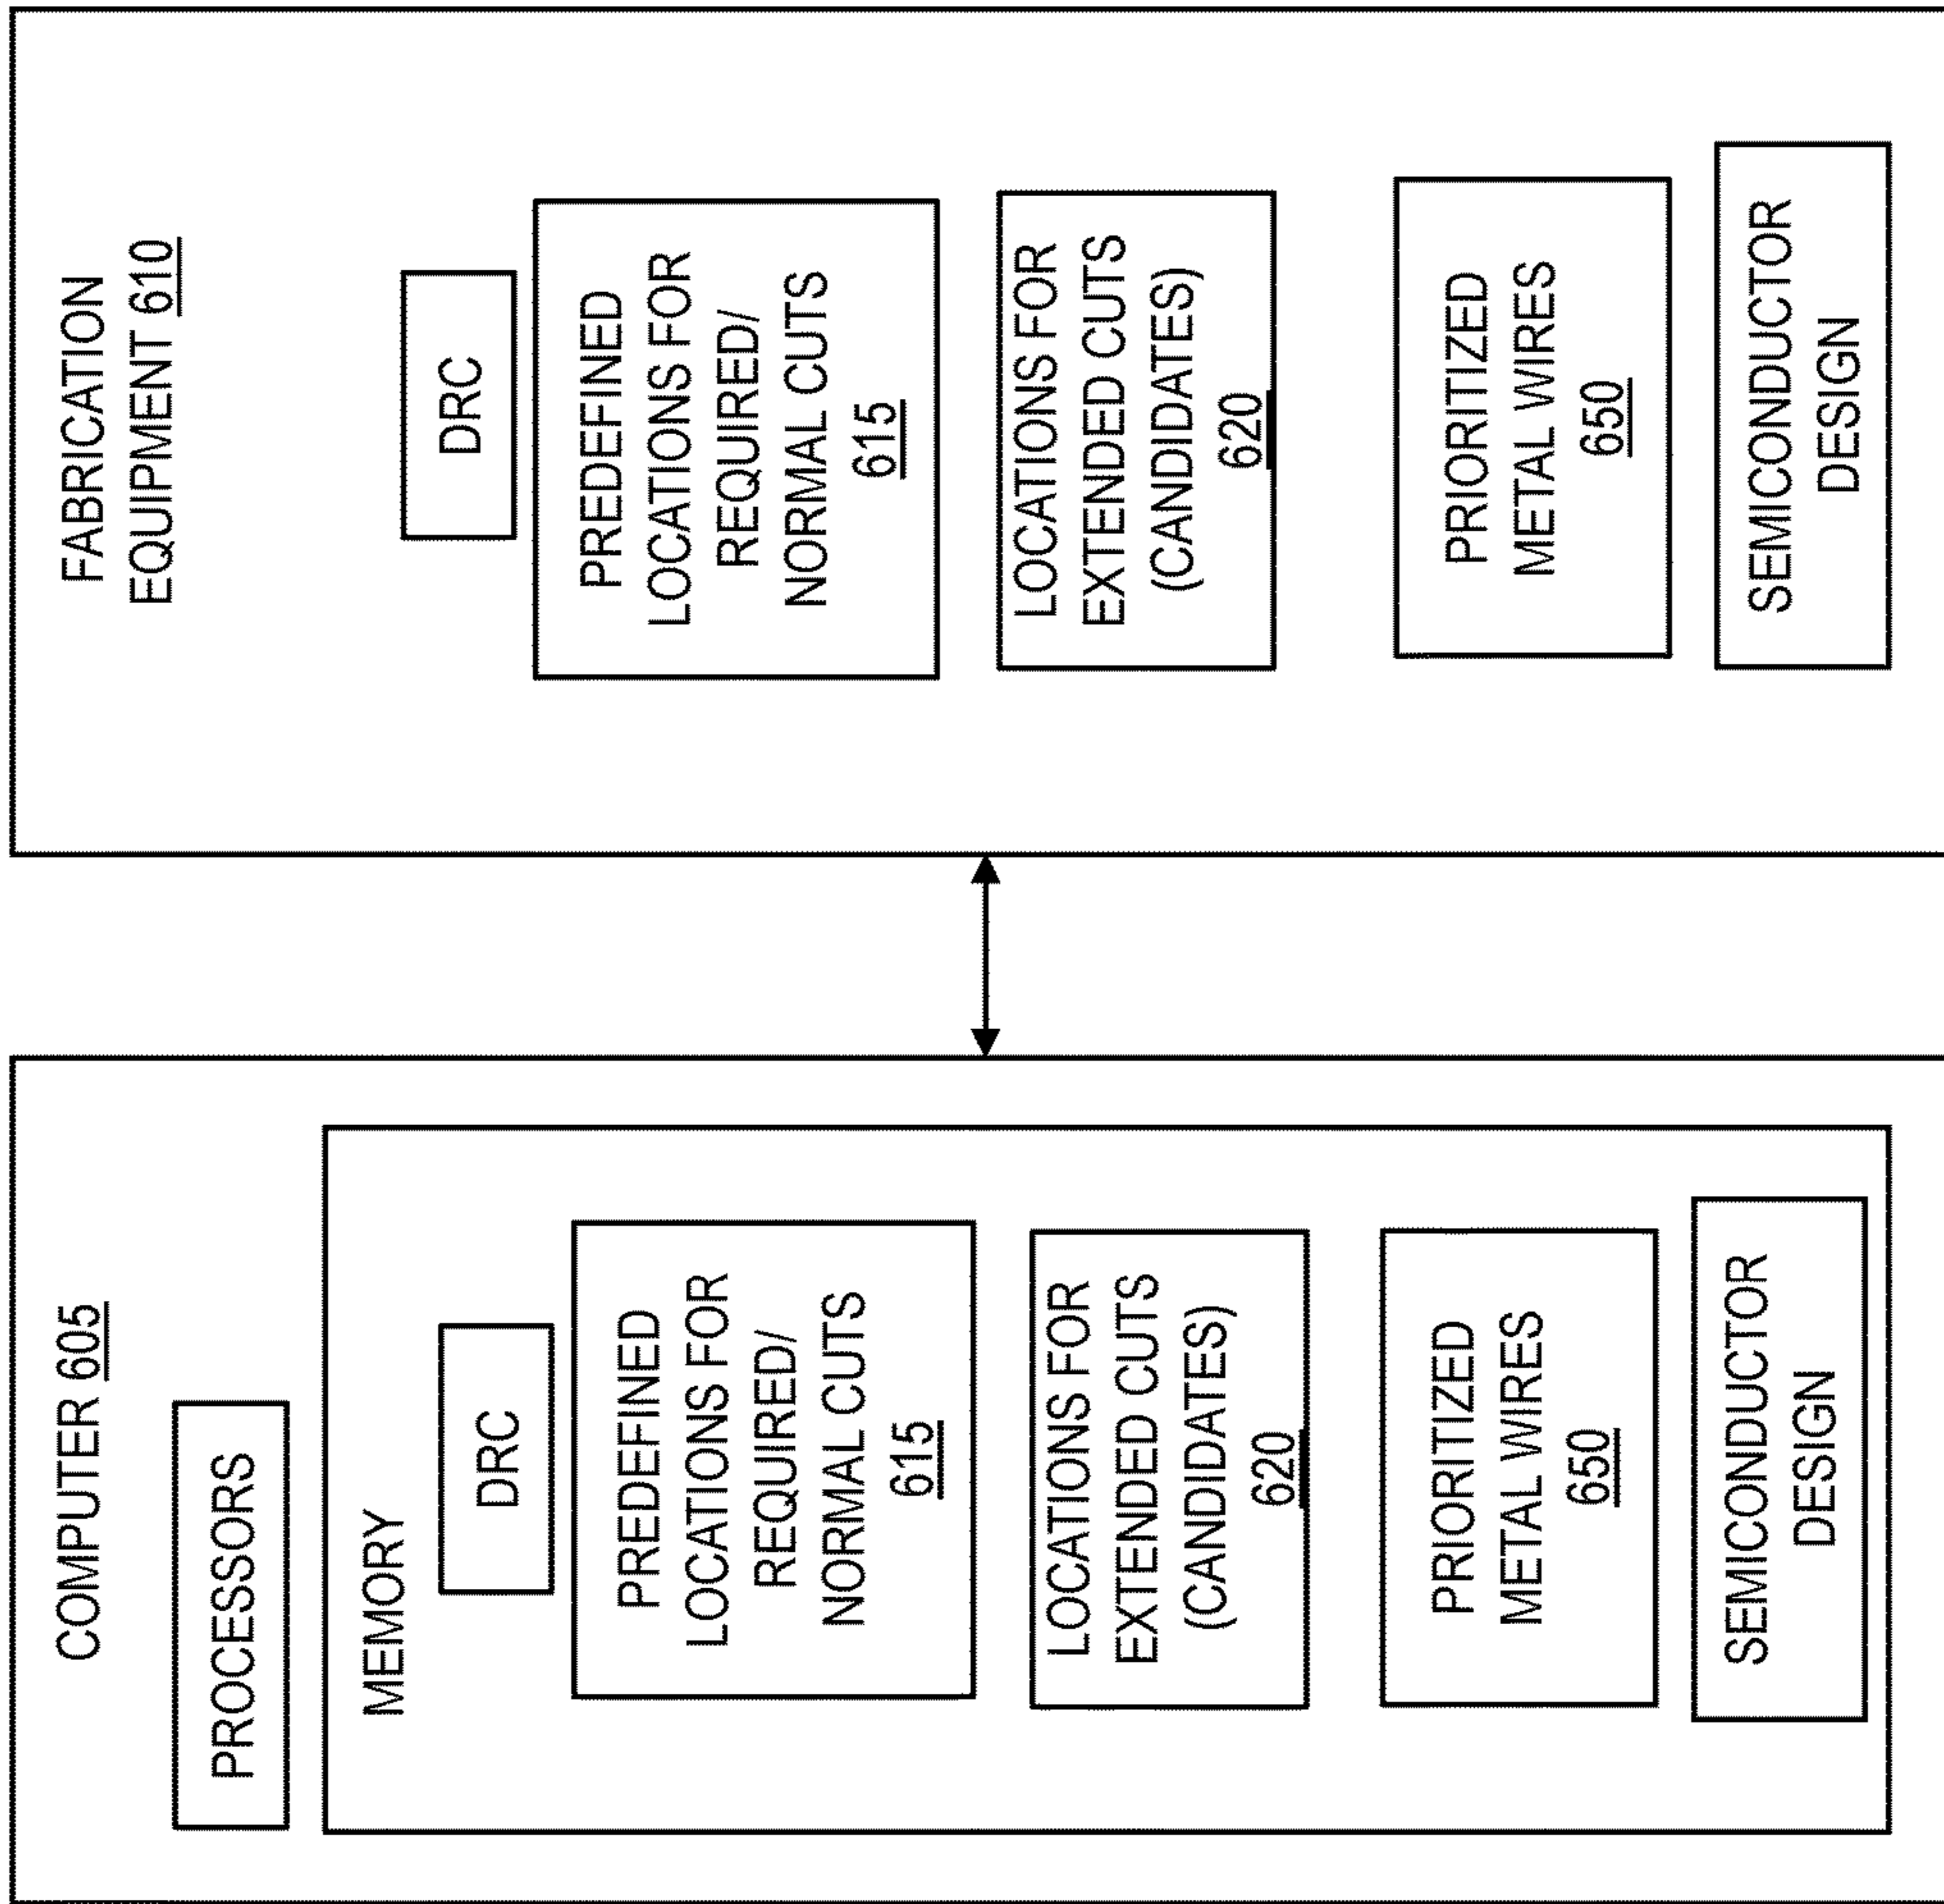 COMPUTER 605
PROCESSORS
MEMORY
DRC
PREDEFINED
LOCATIONS FOR
REQUIRED/
NORMAL CUTS
615
LOCATIONS FOR
EXTENDED CUTS
(CANDIDATES)
620
PRIORITIZED
METAL WIRES
650
SEMICONDUCTOR
DESIGN
FABRICATION
EQUIPMENT 610
DRC
PREDEFINED
LOCATIONS FOR
REQUIRED/
NORMAL CUTS
615
LOCATIONS FOR
EXTENDED CUTS
(CANDIDATES)
620
PRIORITIZED
METAL WIRES
650
SEMICONDUCTOR
DESIGN